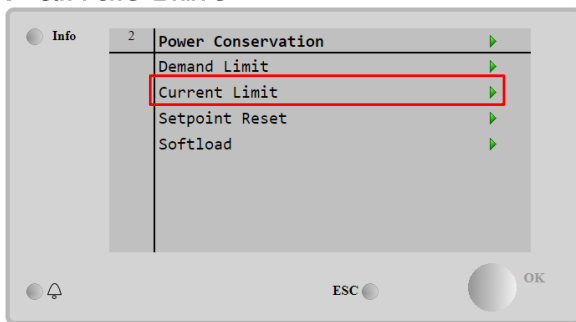 Info
2 Power Conservation
Demand Limit
Current Limit
Setpoint Reset
Softload
ESC
OK